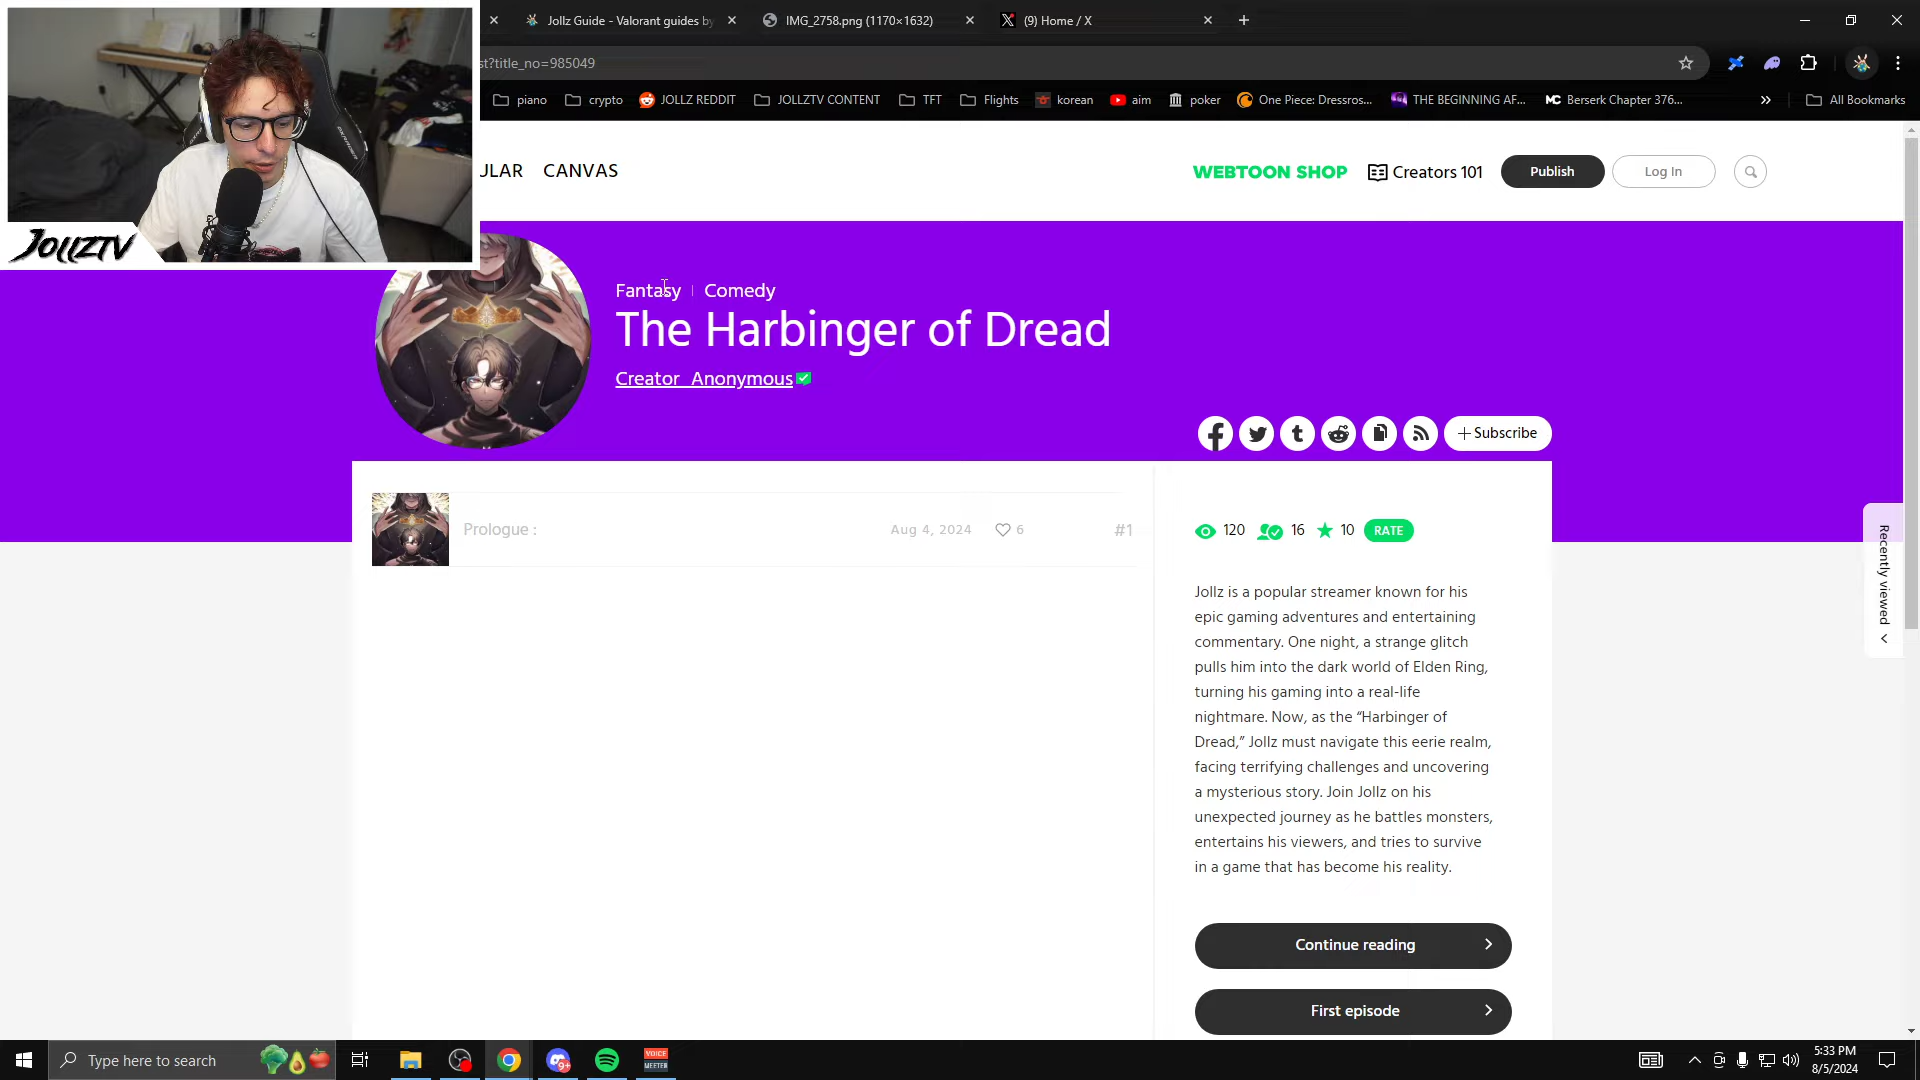 Jollz Guide - Valorant guides by
IMG_2758.png (1170×1632)
(9) Home / X
st?title_no=985049
piano
crypto
JOLLZ REDDIT
JOLLZTV CONTENT
TFT
Flights
korean
aim
poker
One Piece: Dressros...
THE BEGINNING AF...
MC Berserk Chapter 376...
All Bookmarks
JOLLZTV
ULAR CANVAS
WEBTOON SHOP
Creators 101
Publish
Log In
Fantasy
Comedy
The Harbinger of Dread
Creator_Anonymous
+ Subscribe
Prologue :
Aug 4, 2024
6
#1
120
16
10
RATE
Jollz is a popular streamer known for his
epic gaming adventures and entertaining
commentary. One night, a strange glitch
pulls him into the dark world of Elden Ring,
turning his gaming into a real-life
nightmare. Now, as the “Harbinger of
Dread,” Jollz must navigate this eerie realm,
facing terrifying challenges and uncovering
a mysterious story. Join Jollz on his
unexpected journey as he battles monsters,
entertains his viewers, and tries to survive
in a game that has become his reality.
Continue reading
First episode
Recently viewed
Type here to search
9+
VOICE
MEETER
5:33 PM
8/5/2024